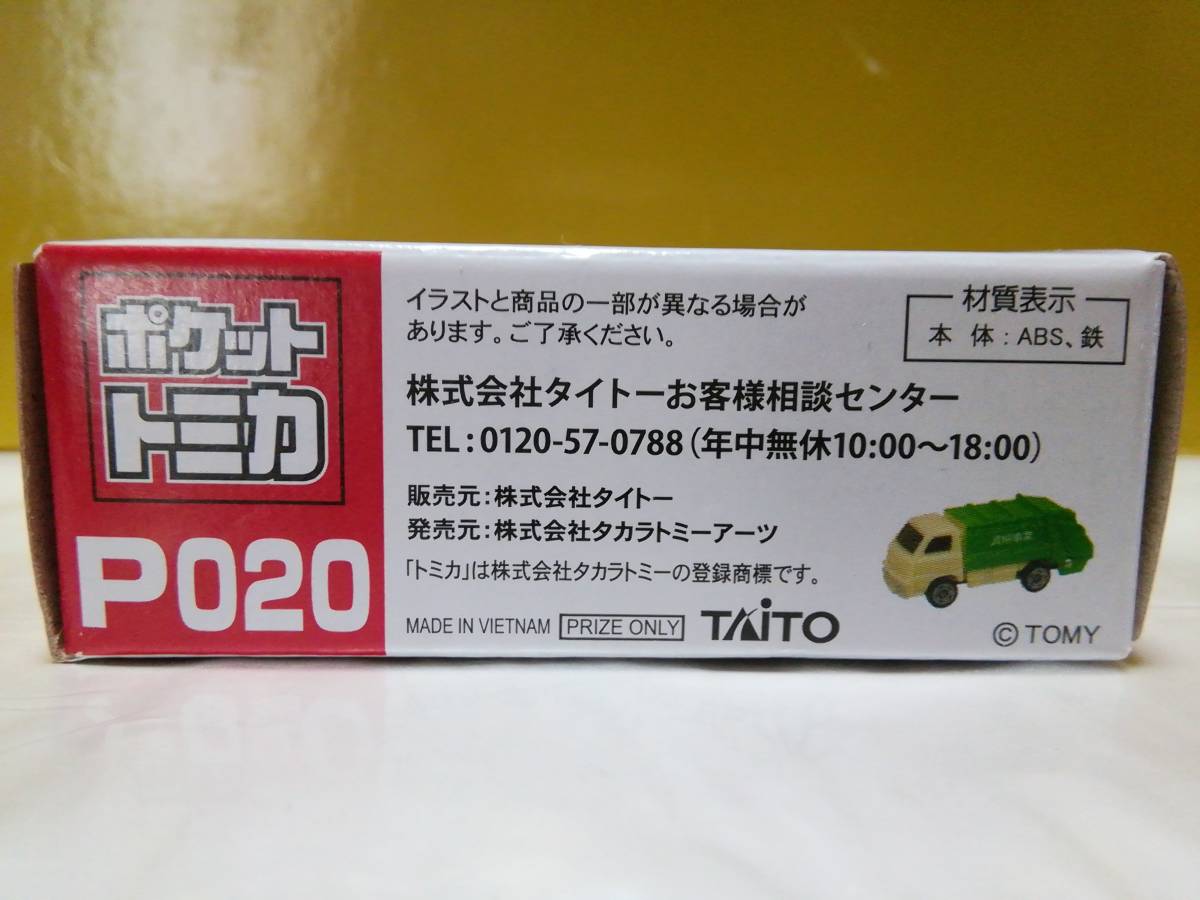 ポケット
トミカ
P020
イラストと商品の一部が異なる場合が
あります。ご了承ください。
材質表示
本 体:ABS、鉄
株式会社タイトーお客様相談センター
TEL:0120-57-0788(年中無休10:00～18:00)
販売元:株式会社タイトー
発売元:株式会社タカラトミーアーツ
「トミカ」は株式会社タカラトミーの登録商標です。
MADE IN VIETNAM PRIZE ONLY TAITO
© TOMY